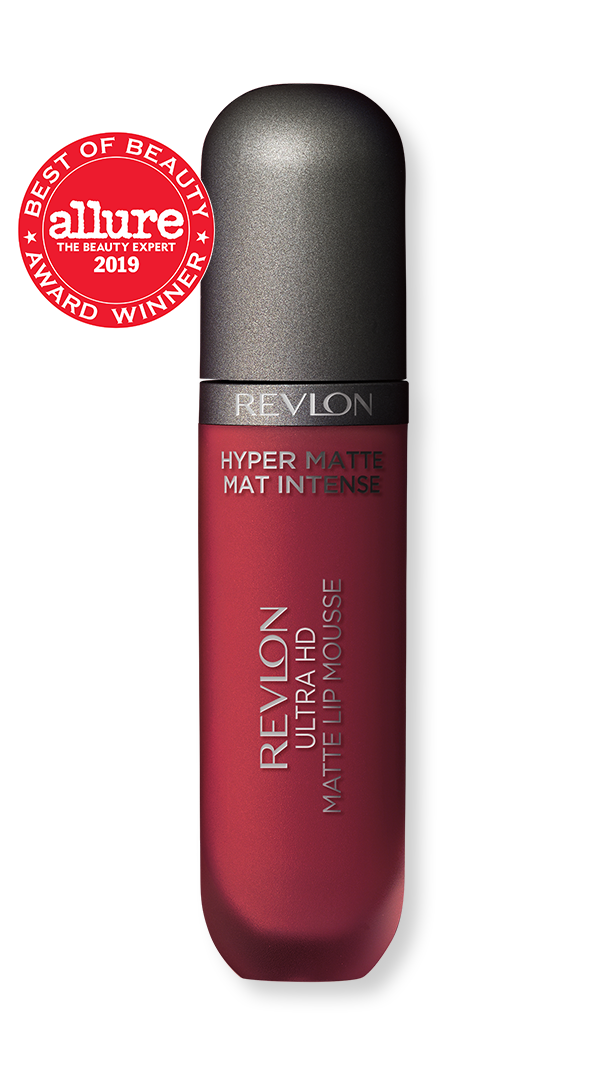 BEST OF BEAUTY
allure
THE BEAUTY EXPERT
2019
AWARD WINNER
REVLON
HYPER MATTE
MAT INTENSE
REVLON
ULTRA HD
MATTE LIP MOUSSE